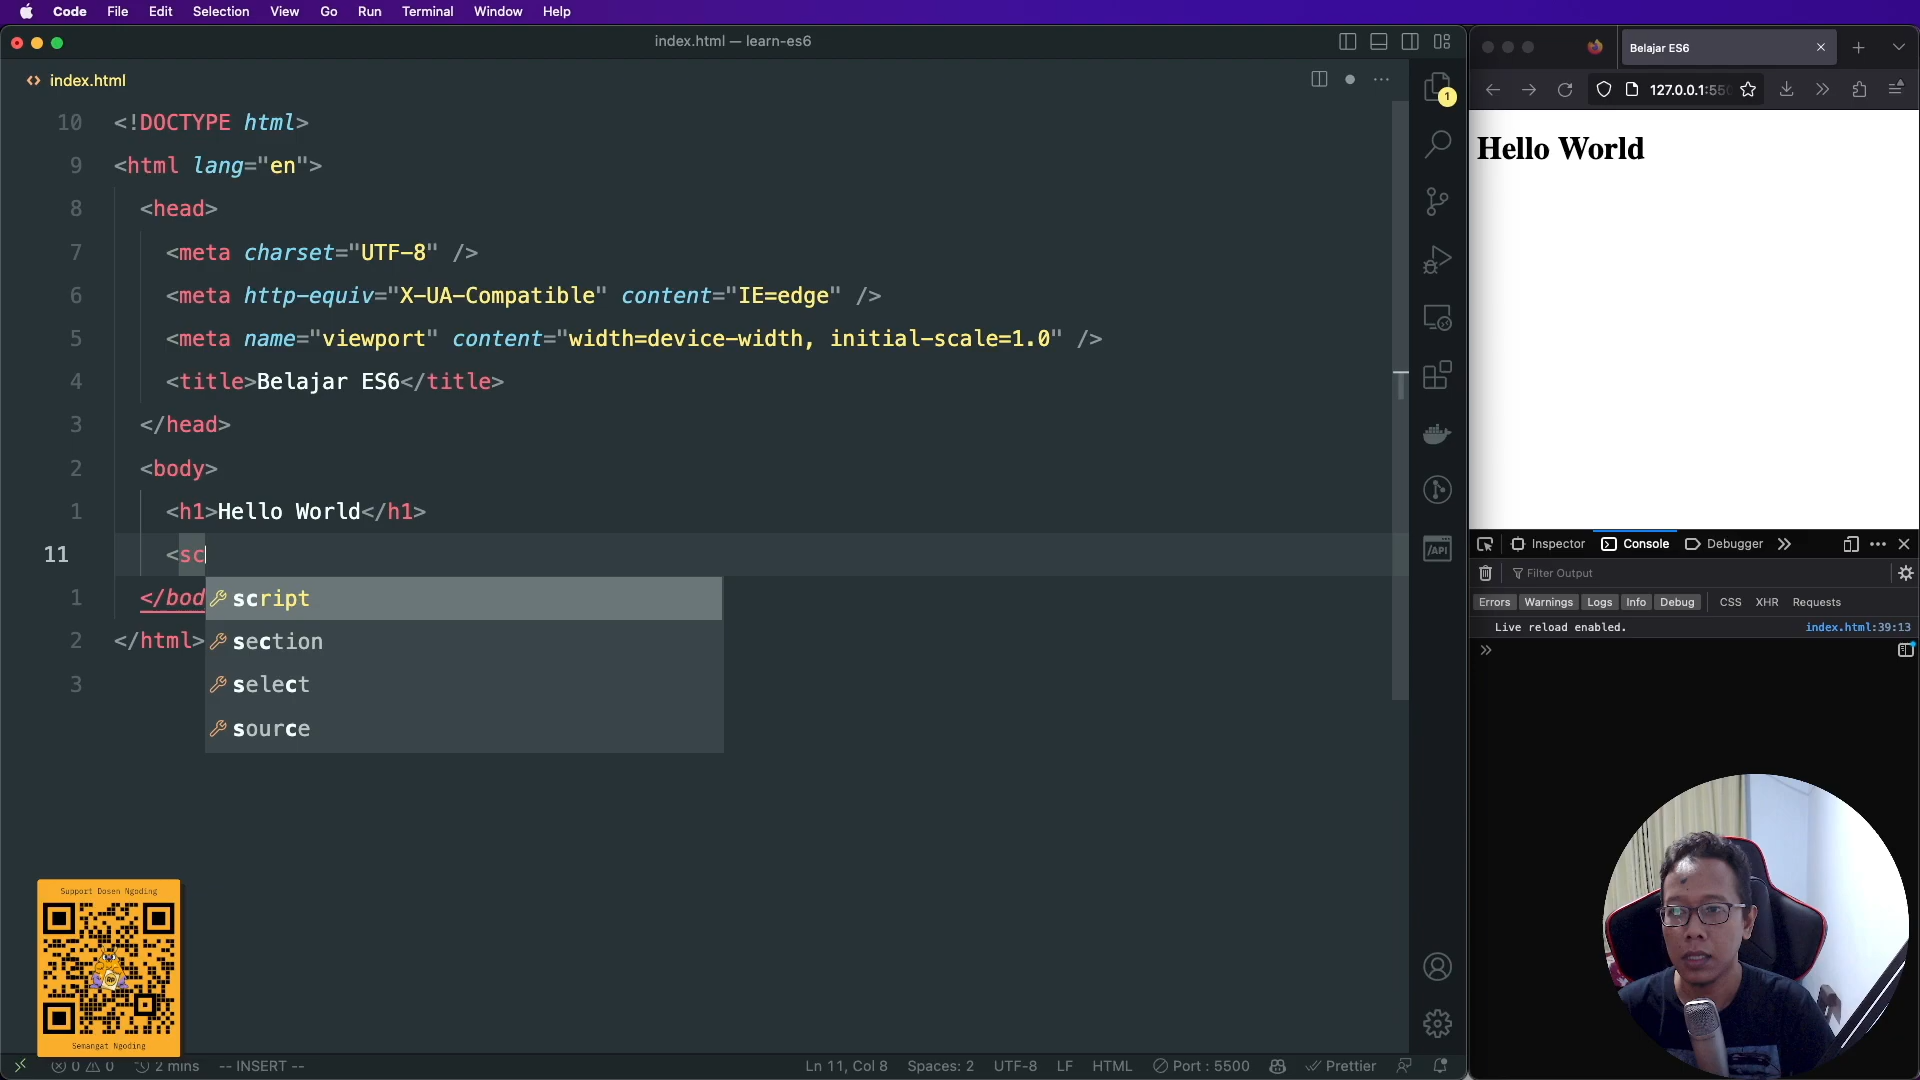 Code File Edit Selection View Go Run Terminal Window Help
index.html — learn-es6
index.html
10 <!DOCTYPE html>
9 <html lang="en">
8 <head>
7 <meta charset="UTF-8" />
6 <meta http-equiv="X-UA-Compatible" content="IE=edge" />
5 <meta name="viewport" content="width=device-width, initial-scale=1.0" />
4 <title>Belajar ES6</title>
3 </head>
2 <body>
1 <h1>Hello World</h1>
11 <sc
1 </bod
script
section
2 </html>
select
3
source
1
/API
Support Dosen Ngoding
Semangat Ngoding
0 0 2 mins -- INSERT --
Ln 11, Col 8 Spaces: 2 UTF-8 LF HTML Port : 5500 Prettier
Belajar ES6
127.0.0.1:550
Hello World
Inspector Console Debugger
Filter Output
Errors Warnings Logs Info Debug CSS XHR Requests
Live reload enabled. index.html:39:13